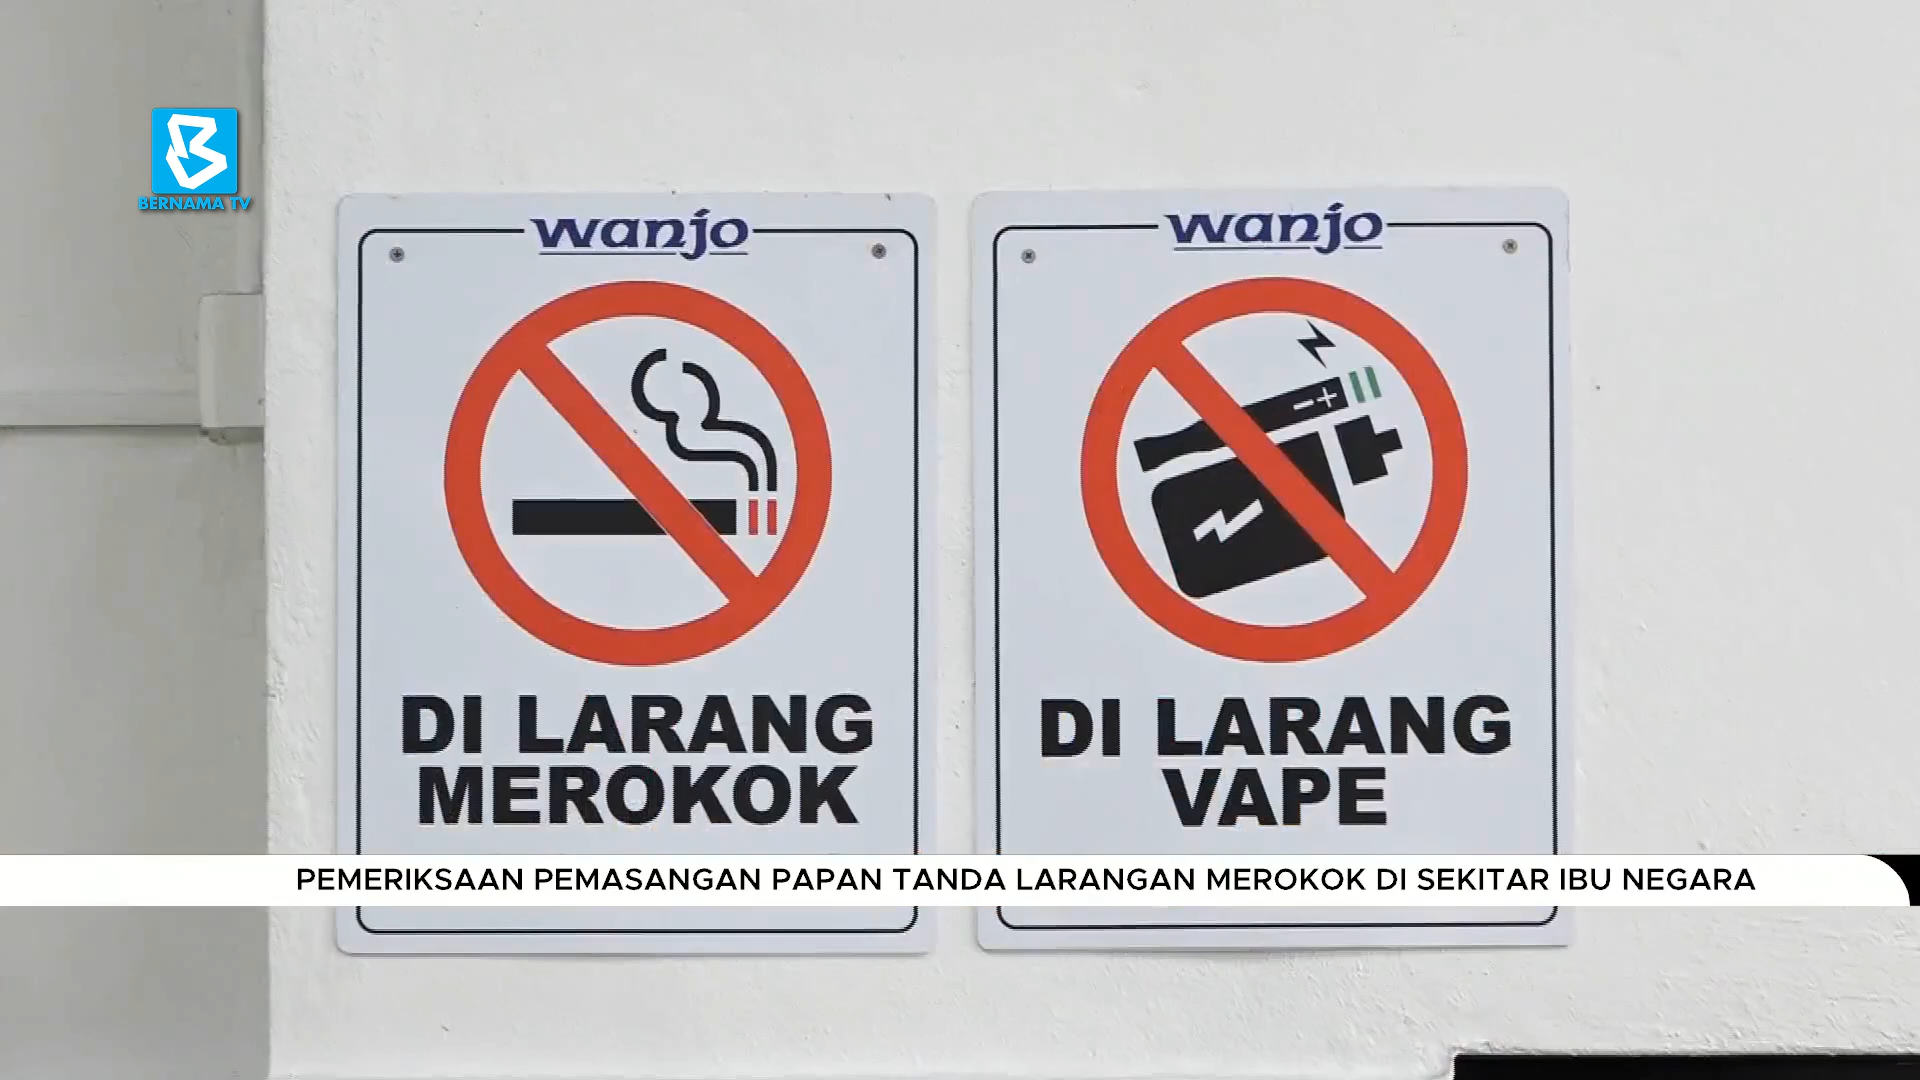 BERNAMA TV
wanjo
DI LARANG
MEROKOK
wanjo
DI LARANG
VAPE
PEMERIKSAAN PEMASANGAN PAPAN TANDA LARANGAN MEROKOK DI SEKITAR IBU NEGARA